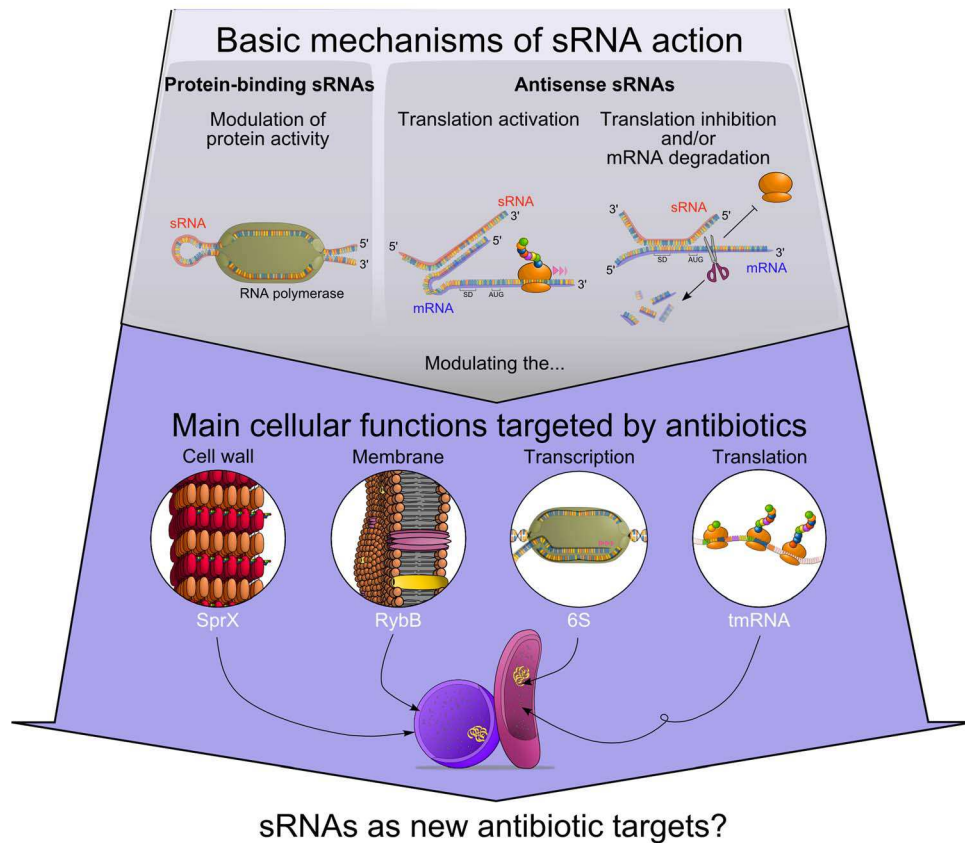 Basic mechanisms of sRNA action
Protein-binding sRNAs
Modulation of
protein activity
sRNA
5'
3'
RNA polymerase
Antisense sRNAs
Translation activation
sRNA
3'
5'
3'
mRNA
SD
AUG
Translation inhibition
and/or
mRNA degradation
3'
sRNA
5'
5'
3'
SD
AUG
mRNA
Modulating the...
Main cellular functions targeted by antibiotics
Cell wall
Membrane
Transcription
Translation
SprX
RybB
6S
tmRNA
sRNAs as new antibiotic targets?